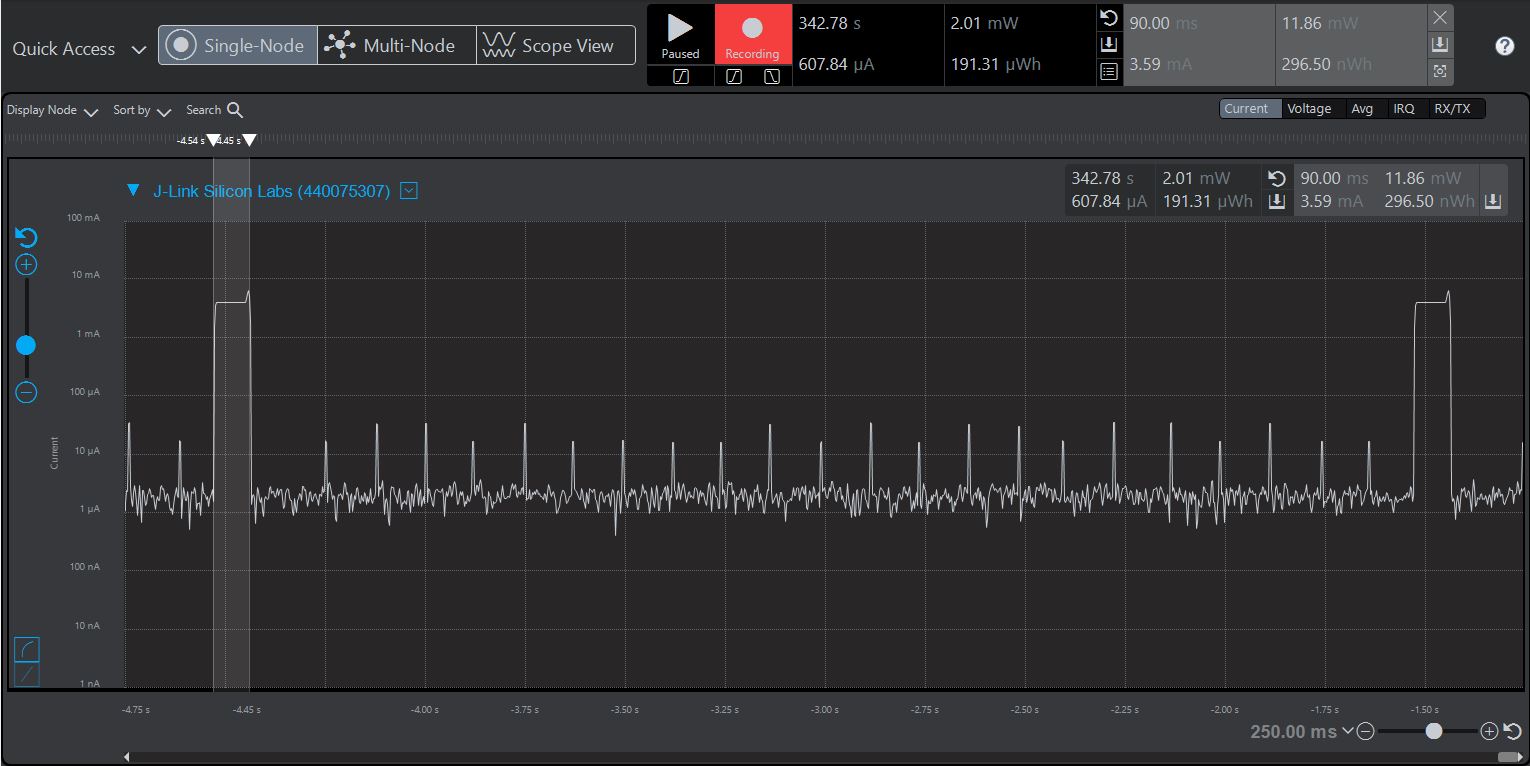 Quick Access
Single-Node
Multi-Node
Scope View
Paused
Recording
342.78 s
2.01 mW
607.84 µA
191.31 µWh
90.00 ms
11.86 mW
3.59 mA
296.50 nWh
Display Node
Sort by
Search
Current
Voltage
Avg
IRQ
RX/TX
-4.54 s
4.45 s
J-Link Silicon Labs (440075307)
342.78 s
2.01 mW
90.00 ms
11.86 mW
607.84 µA
191.31 µWh
3.59 mA
296.50 nWh
100 mA
10 mA
1 mA
100 µA
10 µA
1 µA
100 nA
10 nA
1 nA
Current
-4.75 s
-4.45 s
-4.00 s
-3.75 s
-3.50 s
-3.25 s
-3.00 s
-2.75 s
-2.50 s
-2.25 s
-2.00 s
-1.75 s
-1.50 s
250.00 ms